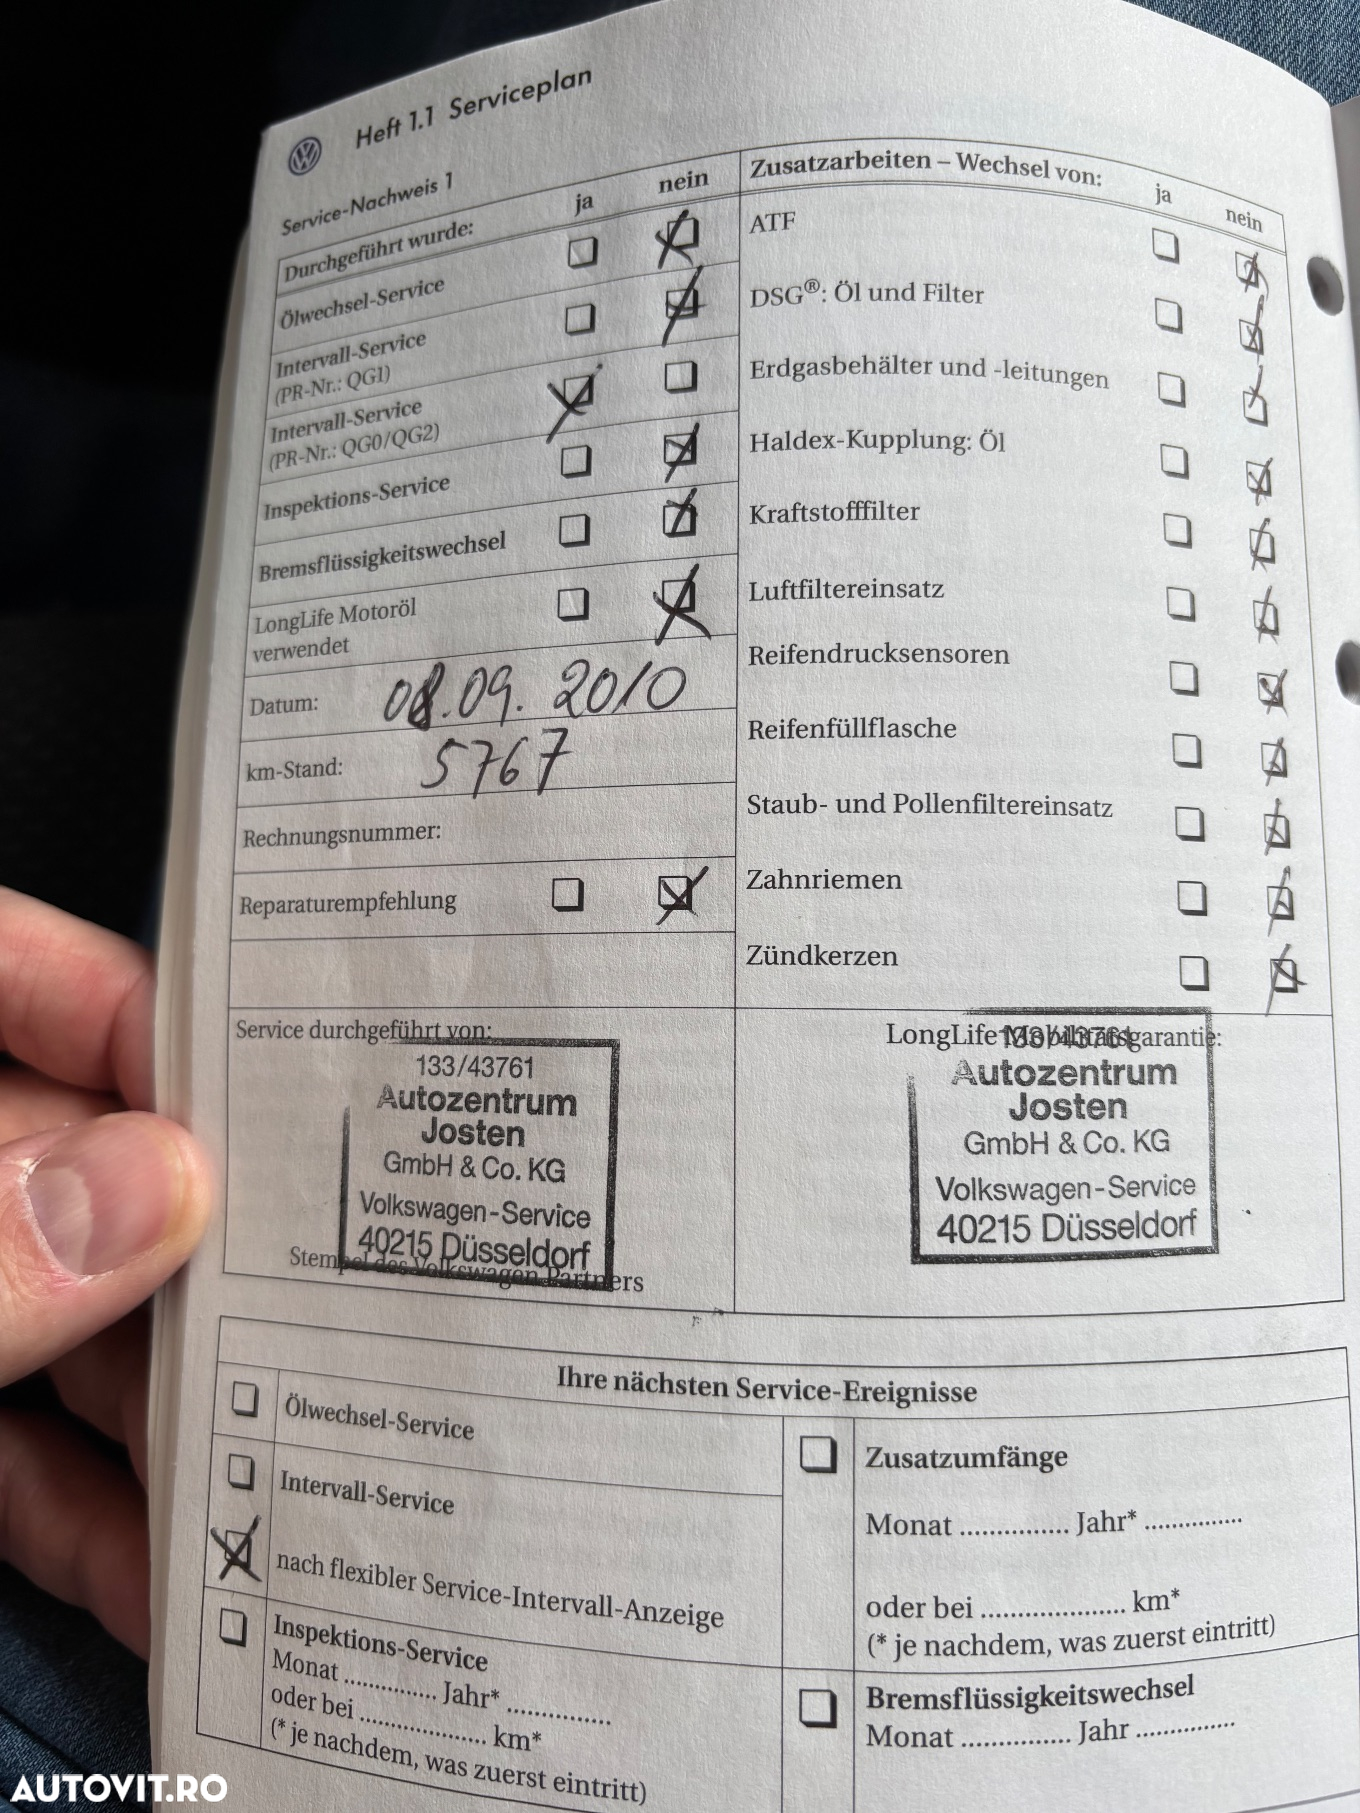 Heft 1.1 Serviceplan
Service-Nachweis 1
Durchgeführt wurde: ja nein
Ölwechsel-Service
Intervall-Service
(PR-Nr.: QG1)
Intervall-Service
(PR-Nr.: QG0/QG2)
Inspektions-Service
Bremsflüssigkeitswechsel
LongLife Motoröl
verwendet
Datum: 08.09.2010
km-Stand: 5767
Rechnungsnummer:
Reparaturempfehlung
Zusatzarbeiten – Wechsel von: ja nein
ATF
DSG®: Öl und Filter
Erdgasbehälter und -leitungen
Haldex-Kupplung: Öl
Kraftstofffilter
Luftfiltereinsatz
Reifendrucksensoren
Reifenfüllflasche
Staub- und Pollenfiltereinsatz
Zahnriemen
Zündkerzen
Service durchgeführt von:
133/43761
Autozentrum
Josten
GmbH & Co. KG
Volkswagen-Service
40215 Düsseldorf
Stempel des Volkswagen Partners
LongLife Mobilitätsgarantie:
133/43761
Autozentrum
Josten
GmbH & Co. KG
Volkswagen-Service
40215 Düsseldorf
Ihre nächsten Service-Ereignisse
Ölwechsel-Service
Intervall-Service
nach flexibler Service-Intervall-Anzeige
Inspektions-Service
Monat .............. Jahr* ................
oder bei ................... km*
(* je nachdem, was zuerst eintritt)
Zusatzumfänge
Monat ............... Jahr* ...............
oder bei ..................... km*
(* je nachdem, was zuerst eintritt)
Bremsflüssigkeitswechsel
Monat ............... Jahr ...............
AUTOVIT.RO